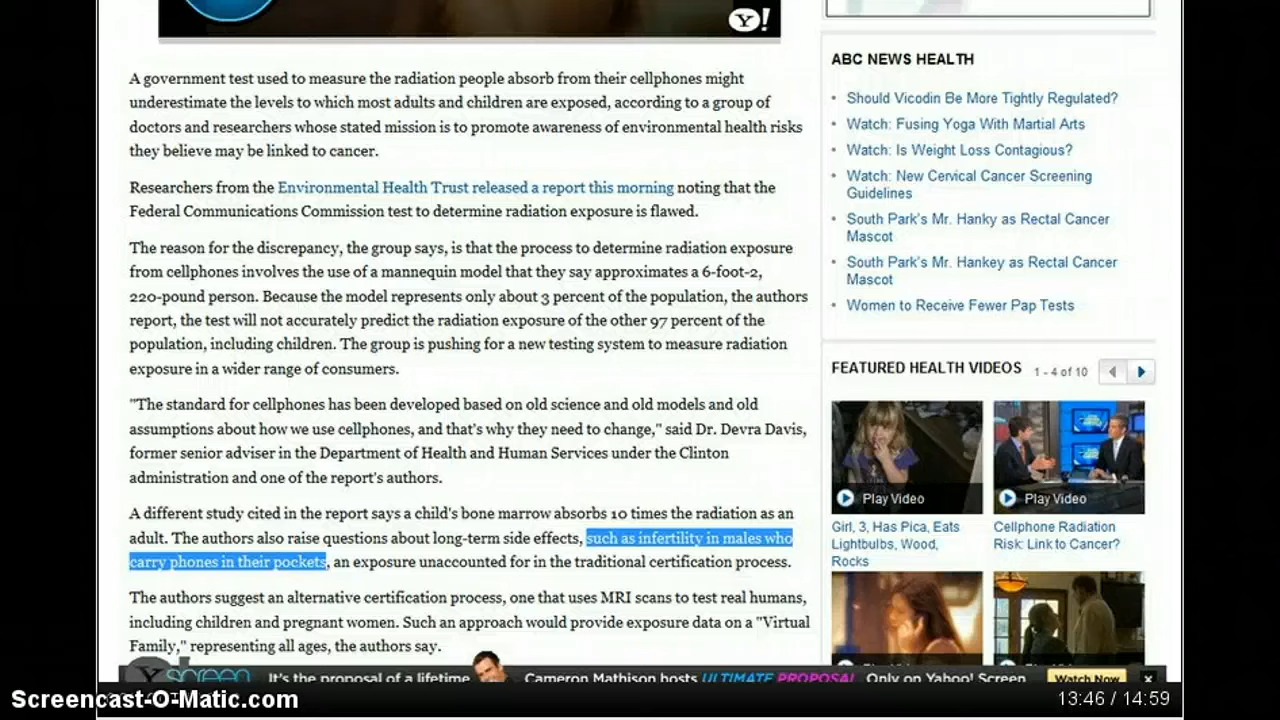 Y!
A government test used to measure the radiation people absorb from their cellphones might
underestimate the levels to which most adults and children are exposed, according to a group of
doctors and researchers whose stated mission is to promote awareness of environmental health risks
they believe may be linked to cancer.
Researchers from the Environmental Health Trust released a report this morning noting that the
Federal Communications Commission test to determine radiation exposure is flawed.
The reason for the discrepancy, the group says, is that the process to determine radiation exposure
from cellphones involves the use of a mannequin model that they say approximates a 6-foot-2,
220-pound person. Because the model represents only about 3 percent of the population, the authors
report, the test will not accurately predict the radiation exposure of the other 97 percent of the
population, including children. The group is pushing for a new testing system to measure radiation
exposure in a wider range of consumers.
"The standard for cellphones has been developed based on old science and old models and old
assumptions about how we use cellphones, and that's why they need to change," said Dr. Devra Davis,
former senior adviser in the Department of Health and Human Services under the Clinton
administration and one of the report's authors.
A different study cited in the report says a child's bone marrow absorbs 10 times the radiation as an
adult. The authors also raise questions about long-term side effects, such as infertility in males who
carry phones in their pockets, an exposure unaccounted for in the traditional certification process.
The authors suggest an alternative certification process, one that uses MRI scans to test real humans,
including children and pregnant women. Such an approach would provide exposure data on a "Virtual
Family," representing all ages, the authors say.
ABC NEWS HEALTH
Should Vicodin Be More Tightly Regulated?
Watch: Fusing Yoga With Martial Arts
Watch: Is Weight Loss Contagious?
Watch: New Cervical Cancer Screening
Guidelines
South Park's Mr. Hanky as Rectal Cancer
Mascot
South Park's Mr. Hankey as Rectal Cancer
Mascot
Women to Receive Fewer Pap Tests
FEATURED HEALTH VIDEOS 1 - 4 of 10
Play Video
Play Video
Girl, 3, Has Pica, Eats
Lightbulbs, Wood,
Rocks
Cellphone Radiation
Risk: Link to Cancer?
Play Video
Play Video
Y! screen It's the proposal of a lifetime Cameron Mathison hosts ULTIMATE PROPOSAL Only on Yahoo! Screen Watch Now
Screencast-O-Matic.com
13:46 / 14:59